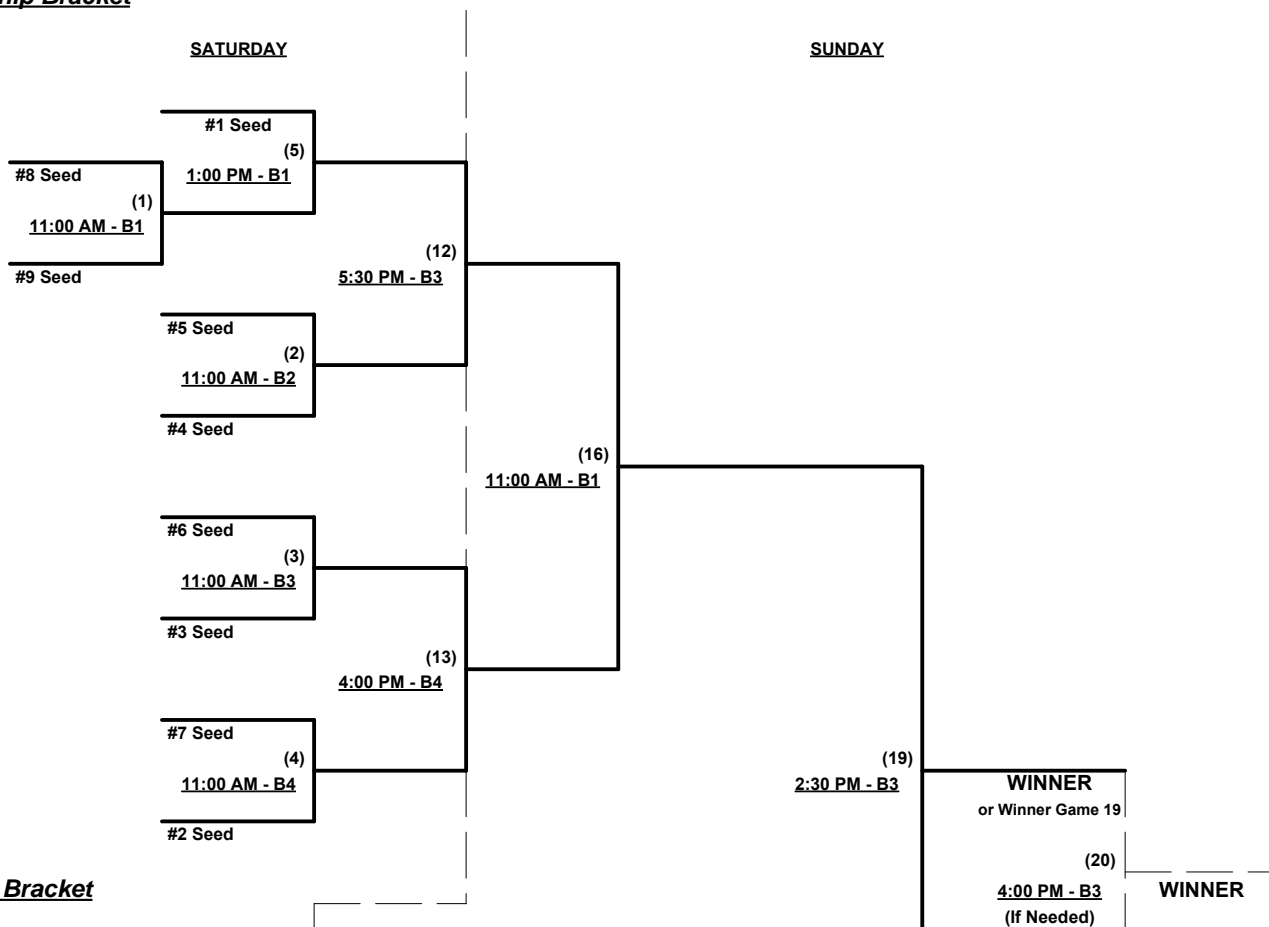 Bracket
SATURDAY
SUNDAY
#1 Seed
(5)
1:00 PM - B1
#8 Seed
(1)
11:00 AM - B1
#9 Seed
(12)
5:30 PM - B3
#5 Seed
(2)
11:00 AM - B2
#4 Seed
(16)
11:00 AM - B1
#6 Seed
(3)
11:00 AM - B3
#3 Seed
(13)
4:00 PM - B4
#7 Seed
(4)
11:00 AM - B4
#2 Seed
(19)
2:30 PM - B3
WINNER
or Winner Game 19
(20)
4:00 PM - B3
(If Needed)
WINNER
Bracket